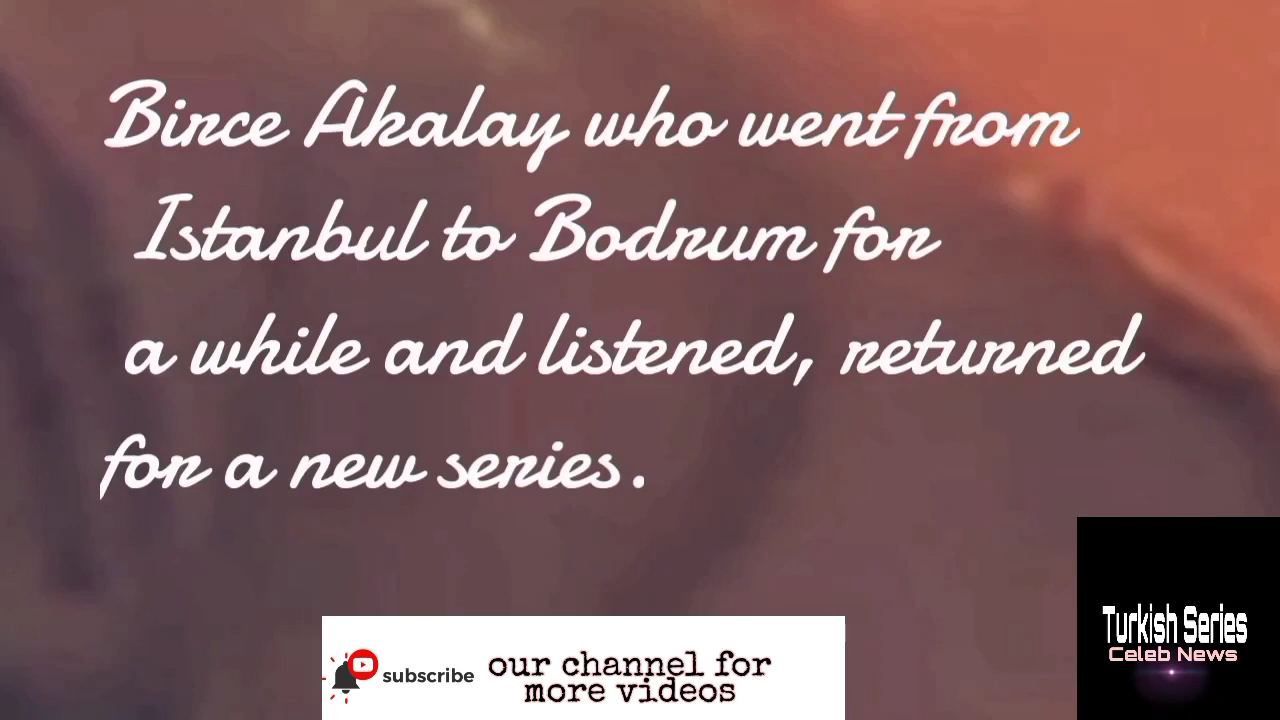 Birce Akalay who went from
Istanbul to Bodrum for
a while and listened, returned
for a new series.
subscribe
our channel for
more videos
Turkish Series
Celeb News